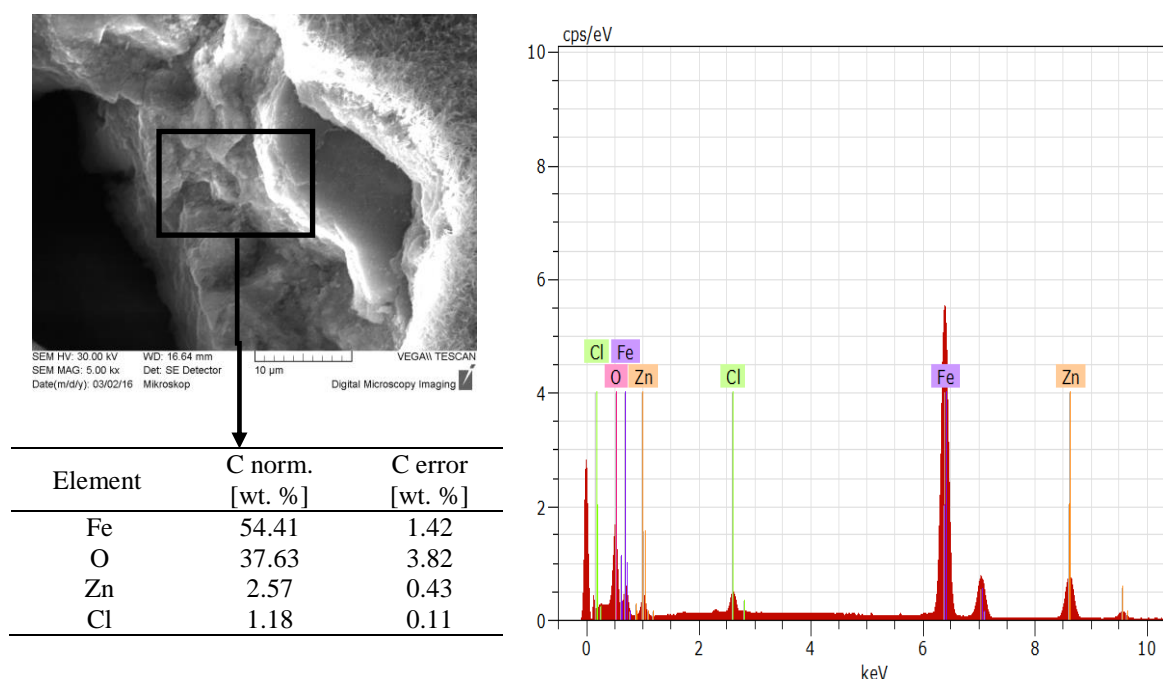 SEM HV: 30.00 kV WD: 16.64 mm VEGA\\ TESCAN
SEM MAG: 5.00 kx Det: SE Detector 10 µm
Date(m/d/y): 03/02/16 Mikroskop Digital Microscopy Imaging
Element C norm. C error
[wt. %] [wt. %]
Fe 54.41 1.42
O 37.63 3.82
Zn 2.57 0.43
Cl 1.18 0.11
cps/eV
10
8
6
4
2
0
Cl Fe
O Zn Cl Fe Zn
0 2 4 6 8 10
keV